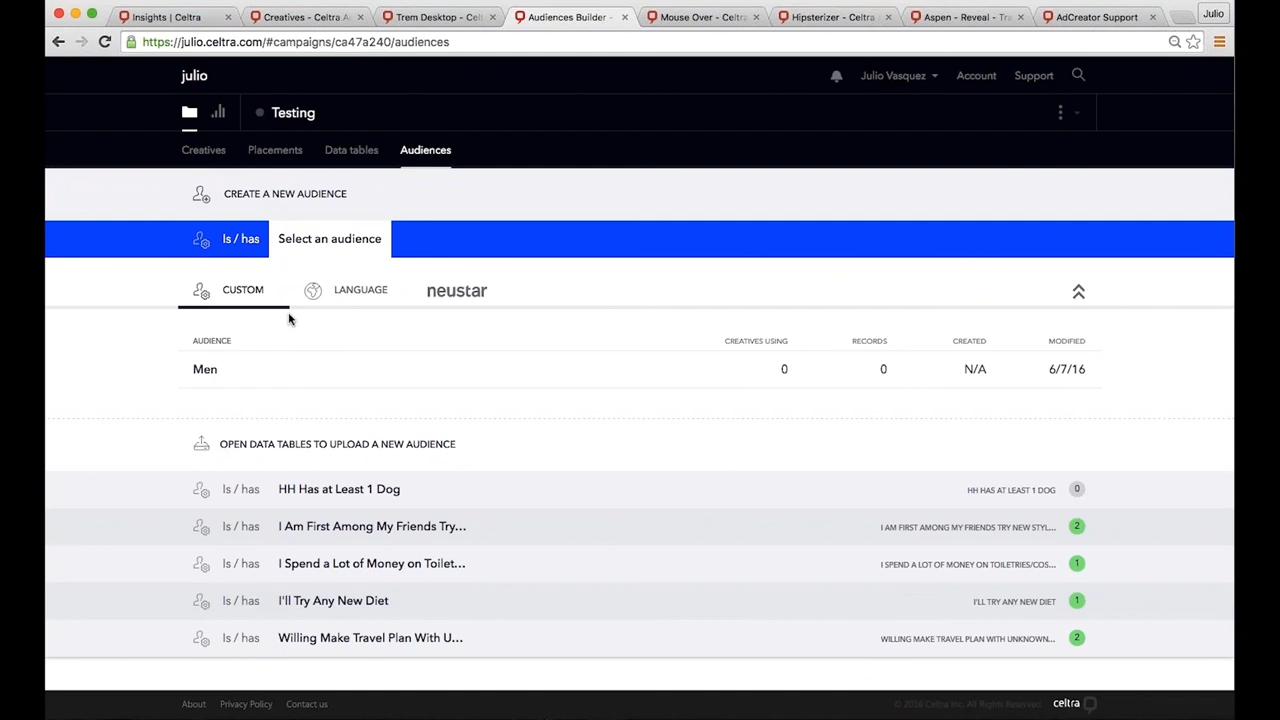 Insights | Celtra
Creatives - Celtra A
Trem Desktop - Cel
Audiences Builder -
Mouse Over - Celtra
Hipsterizer - Celtra
Aspen - Reveal - Tra
AdCreator Support
Julio
https://julio.celtra.com/#campaigns/ca47a240/audiences
julio
Julio Vasquez
Account
Support
Testing
Creatives
Placements
Data tables
Audiences
CREATE A NEW AUDIENCE
Is / has
Select an audience
CUSTOM
LANGUAGE
neustar
AUDIENCE
CREATIVES USING
RECORDS
CREATED
MODIFIED
Men
0
0
N/A
6/7/16
OPEN DATA TABLES TO UPLOAD A NEW AUDIENCE
Is / has
HH Has at Least 1 Dog
HH HAS AT LEAST 1 DOG
0
Is / has
I Am First Among My Friends Try...
I AM FIRST AMONG MY FRIENDS TRY NEW STYL...
2
Is / has
I Spend a Lot of Money on Toilet...
I SPEND A LOT OF MONEY ON TOILETRIES/COS...
1
Is / has
I'll Try Any New Diet
I'LL TRY ANY NEW DIET
1
Is / has
Willing Make Travel Plan With U...
WILLING MAKE TRAVEL PLAN WITH UNKNOWN...
2
About
Privacy Policy
Contact us
© 2016 Celtra Inc. All Rights Reserved.
celtra